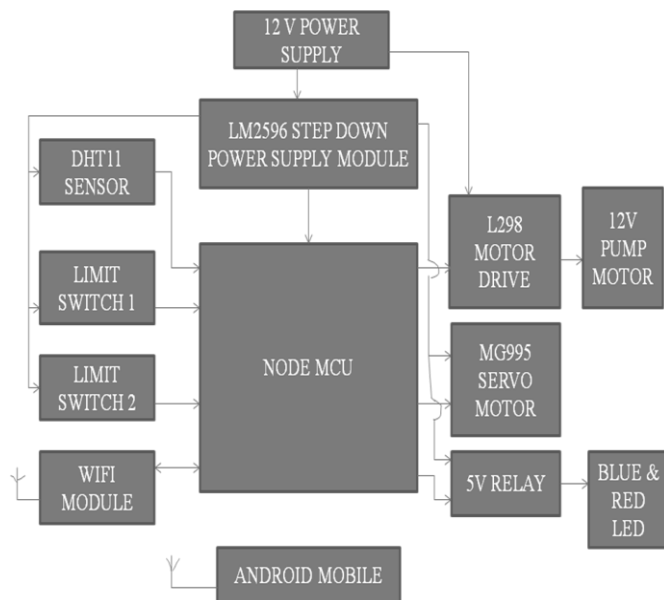 12 V POWER
SUPPLY
LM2596 STEP DOWN
POWER SUPPLY MODULE
DHT11
SENSOR
L298
MOTOR
DRIVE
12V
PUMP
MOTOR
LIMIT
SWITCH 1
NODE MCU
MG995
SERVO
MOTOR
LIMIT
SWITCH 2
WIFI
MODULE
5V RELAY
BLUE &
RED
LED
ANDROID MOBILE